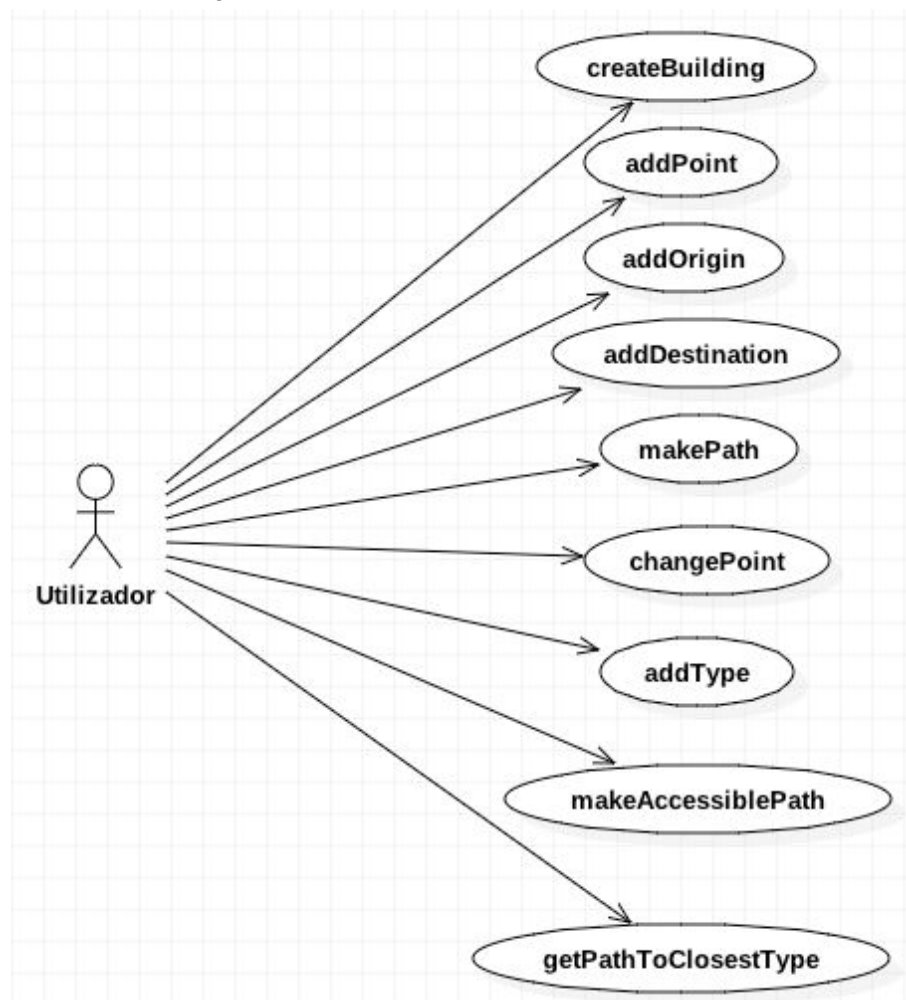 createBuilding
addPoint
addOrigin
addDestination
makePath
Utilizador
changePoint
addType
makeAccessiblePath
getPathToClosestType